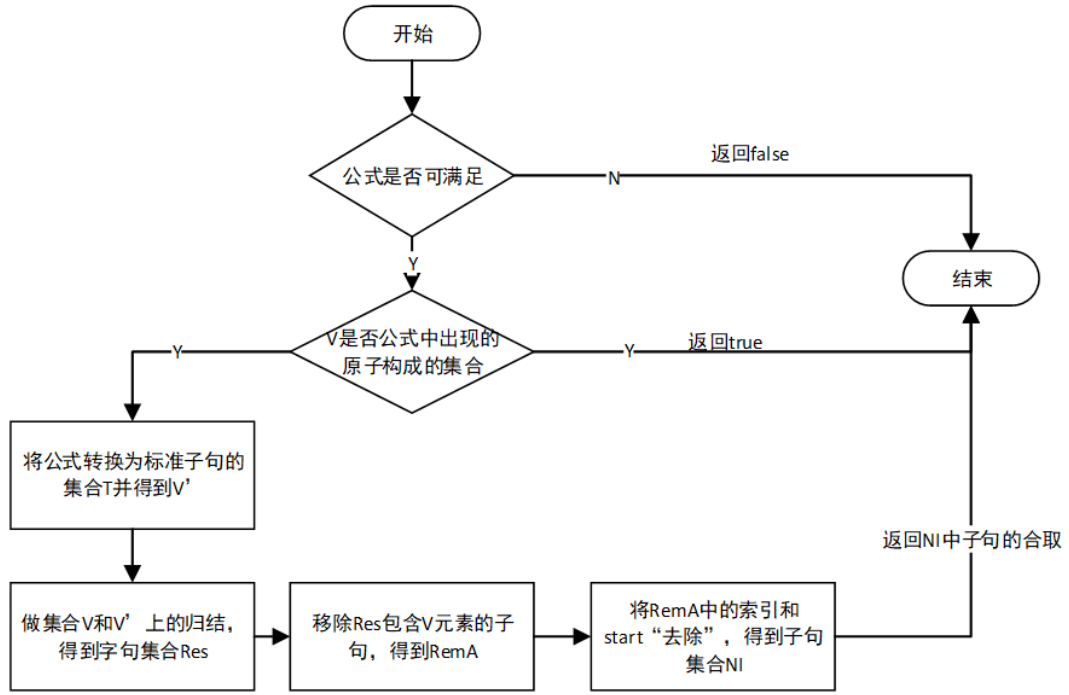 开始
返回false
公式是否可满足
N
Y
结束
V是否公式中出现的
原子构成的集合
Y
Y
返回true
将公式转换为标准子句的
集合T并得到V’
返回NI中子句的合取
做集合V和V’上的归结，
得到字句集合Res
移除Res包含V元素的子
句，得到RemA
将RemA中的索引和
start“去除”，得到子句
集合NI